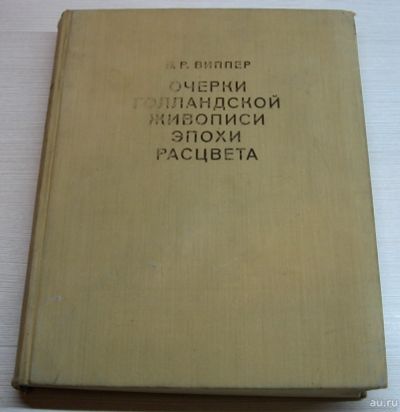 Б. Р. ВИППЕР
ОЧЕРКИ
ГОЛЛАНДСКОЙ
ЖИВОПИСИ
ЭПОХИ
РАСЦВЕТА
au.ru